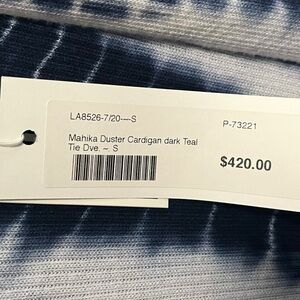 LA8526-7/20----S
P-73221
Mahika Duster Cardigan dark Teal
Tie Dye, ~ S
$420.00